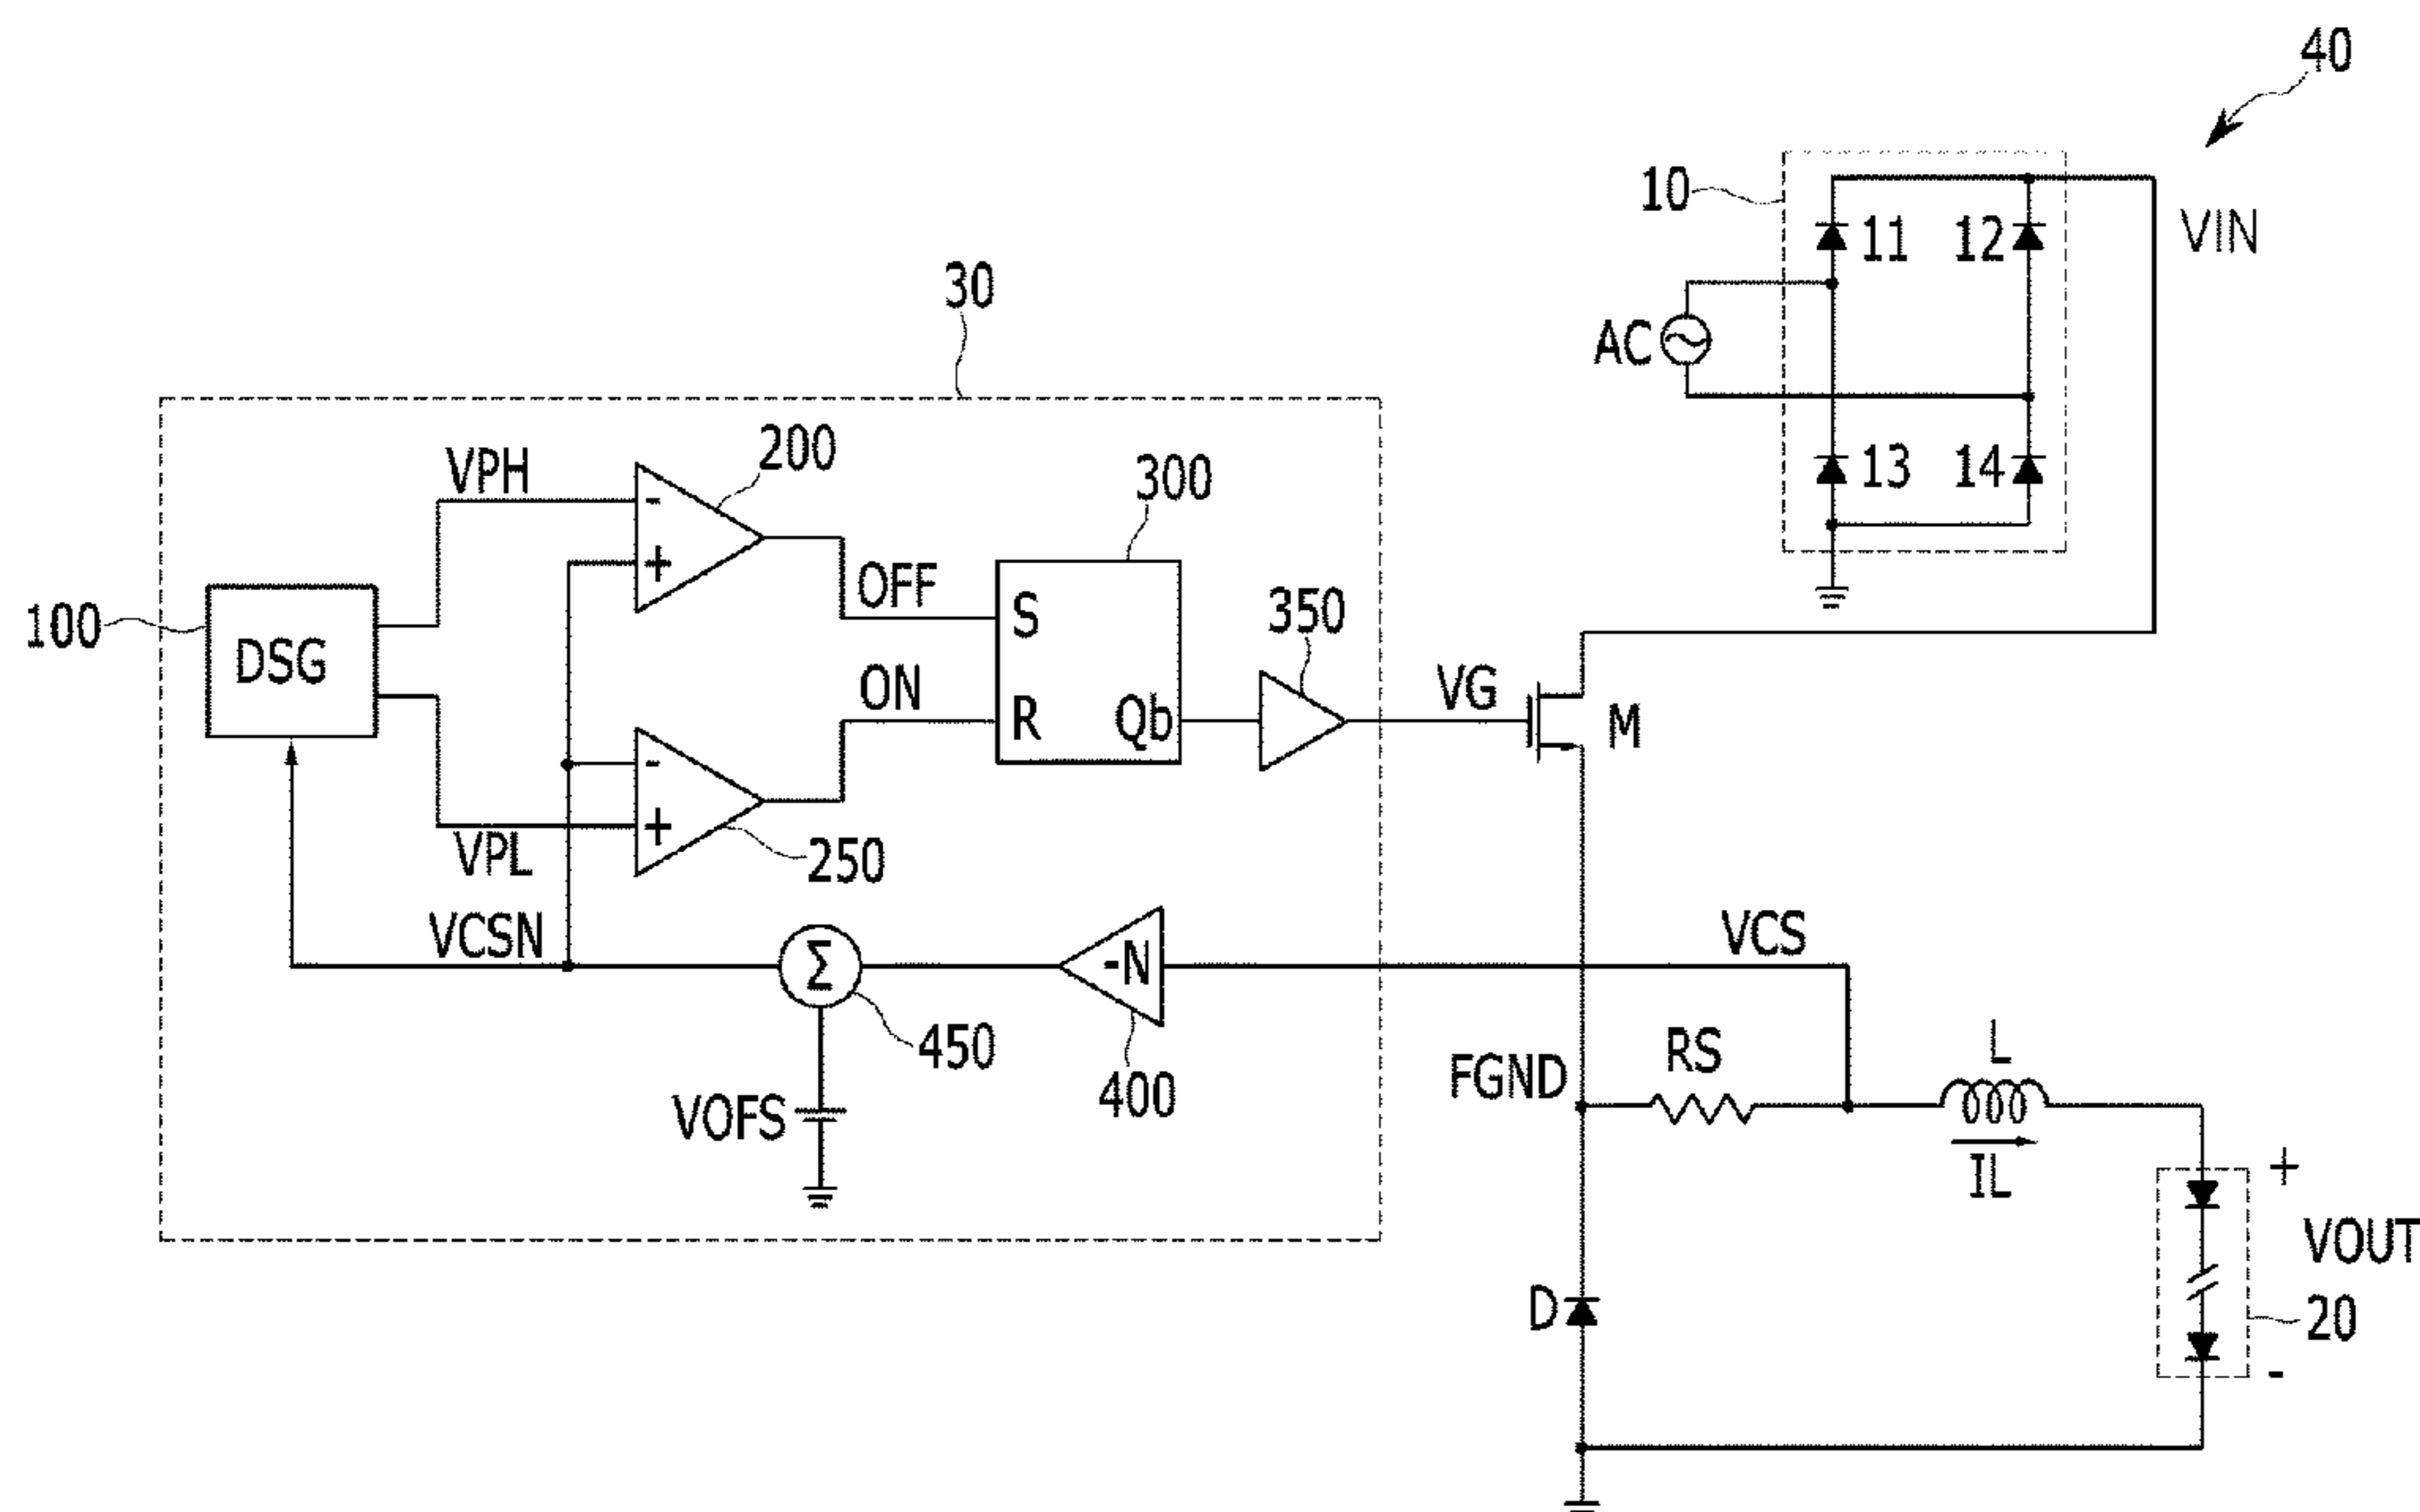 40
10
11
12
VIN
AC
13
14
30
VPH
200
300
-
+
OFF
S
350
100
DSG
ON
R
Qb
VG
M
-
+
VPL
250
VCSN
Σ
-N
VCS
450
400
VOFS
FGND
RS
L
IL
+
VOUT
D
20
-